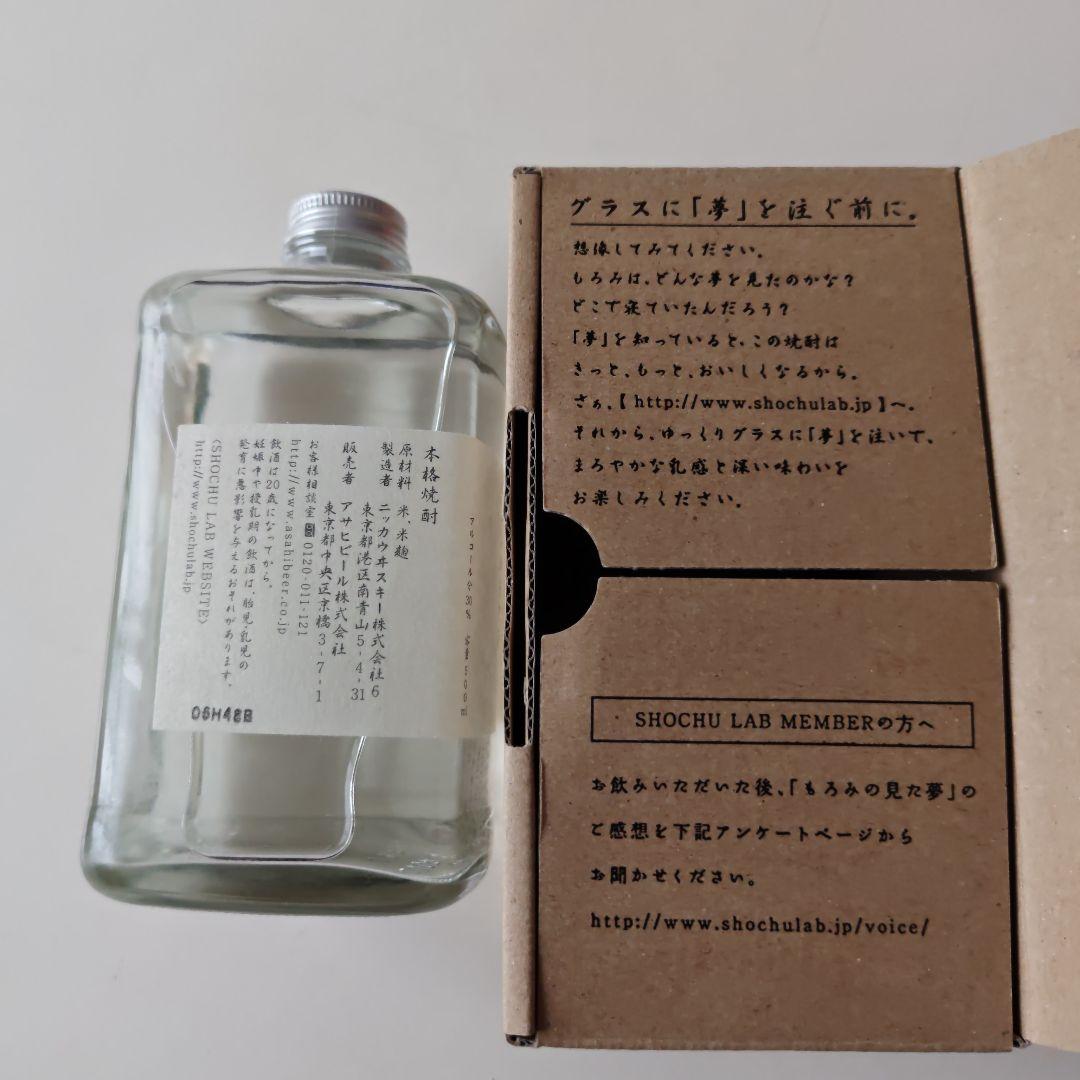 アルコール分30% 容量500ml
本格焼酎
原材料 米、米麹
製造者 ニッカウヰスキー株式会社6
東京都港区南青山5-4-31
販売者 アサヒビール株式会社
東京都中央区京橋3-7-1
お客様相談室 0120-011-121
http://www.asahibeer.co.jp
飲酒は20歳になってから。
妊娠中や授乳期の飲酒は、胎児・乳児の
発育に悪影響を与えるおそれがあります。
〈SHOCHU LAB WEBSITE〉
http://www.shochulab.jp
06H48B
グラスに「夢」を注ぐ前に。
想像してみてください。
もろみは、どんな夢を見たのかな?
どこで寝ていたんだろう?
「夢」を知っていると、この焼酎は
きっと、もっと、おいしくなるから。
さぁ、【http://www.shochulab.jp】へ。
それから、ゆっくりグラスに「夢」を注いで、
まろやかな乳感と深い味わいを
お楽しみください。
SHOCHU LAB MEMBERの方へ
お飲みいただいた後、「もろみの見た夢」の
ご感想を下記アンケートページから
お聞かせください。
http://www.shochulab.jp/voice/